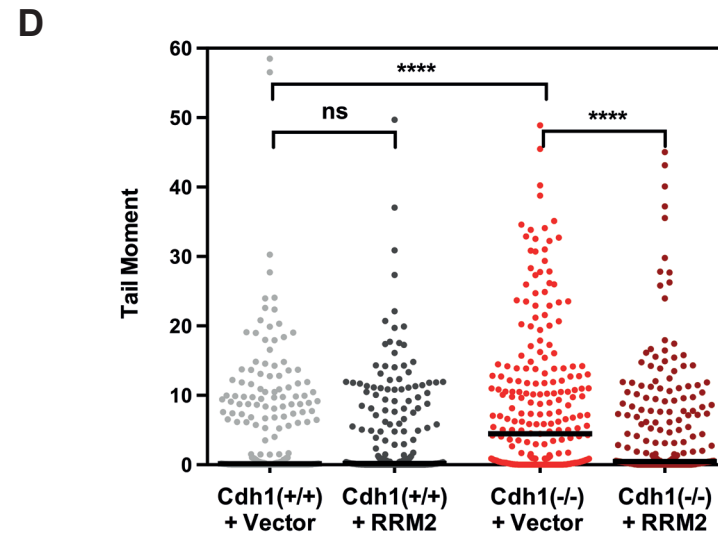 D
60
50
40
30
20
10
0
Tail Moment
****
ns
****
Cdh1(+/+)
+ Vector
Cdh1(+/+)
+ RRM2
Cdh1(-/-)
+ Vector
Cdh1(-/-)
+ RRM2